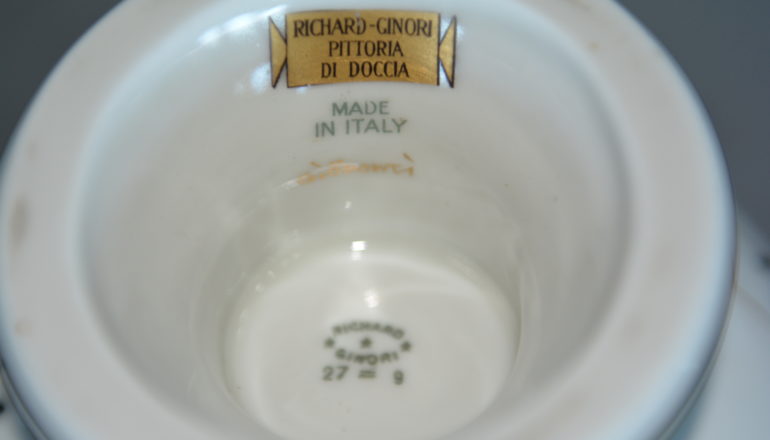 RICHARD-GINORI
PITTORIA
DI DOCCIA
MADE
IN ITALY
RICHARD
GINORI
27 = 9